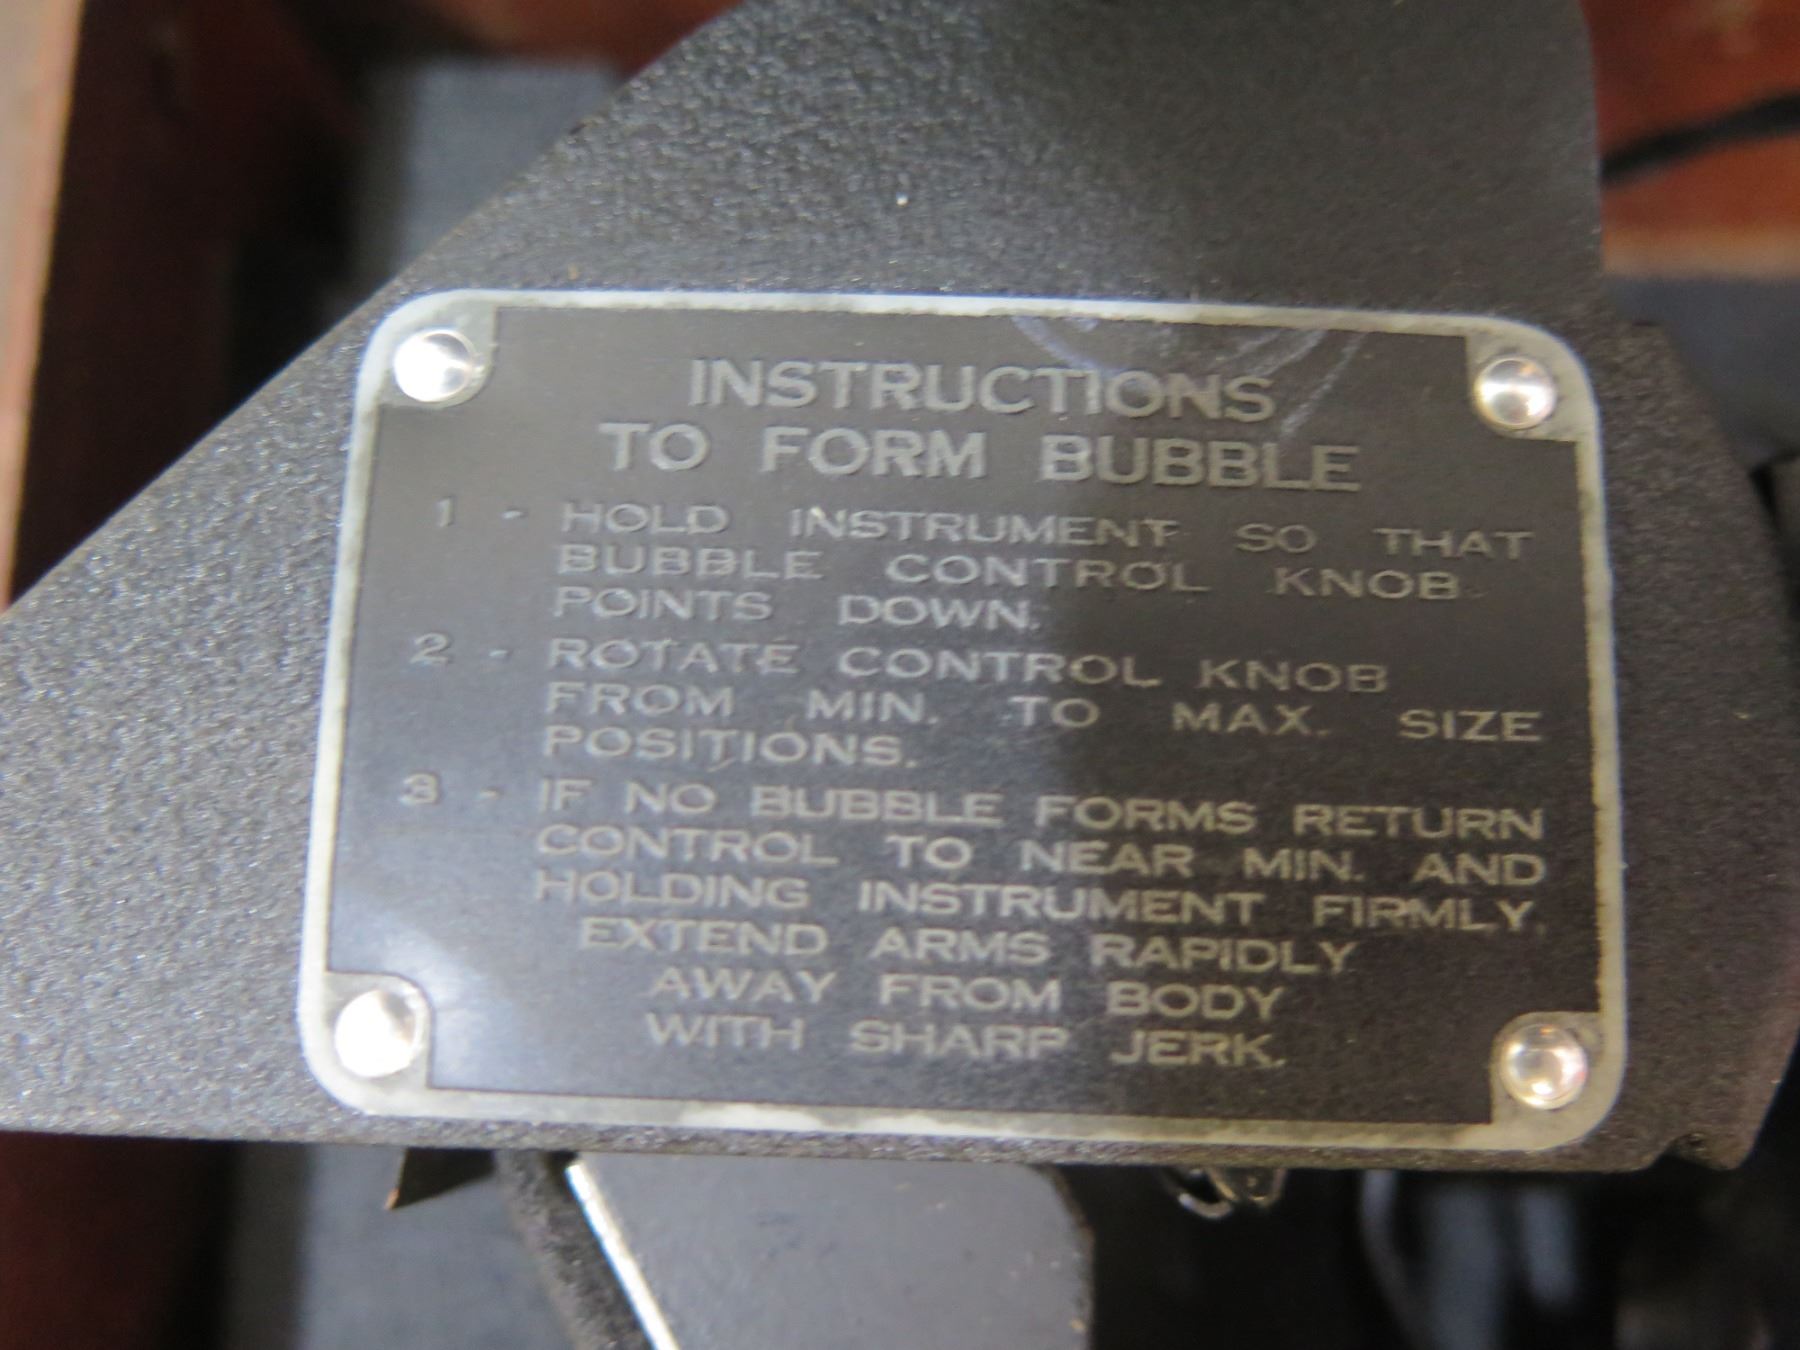 INSTRUCTIONS
TO FORM BUBBLE
1 - HOLD INSTRUMENT SO THAT
BUBBLE CONTROL KNOB
POINTS DOWN.
2 - ROTATE CONTROL KNOB
FROM MIN. TO MAX. SIZE
POSITIONS.
3 - IF NO BUBBLE FORMS RETURN
CONTROL TO NEAR MIN. AND
HOLDING INSTRUMENT FIRMLY,
EXTEND ARMS RAPIDLY
AWAY FROM BODY
WITH SHARP JERK.